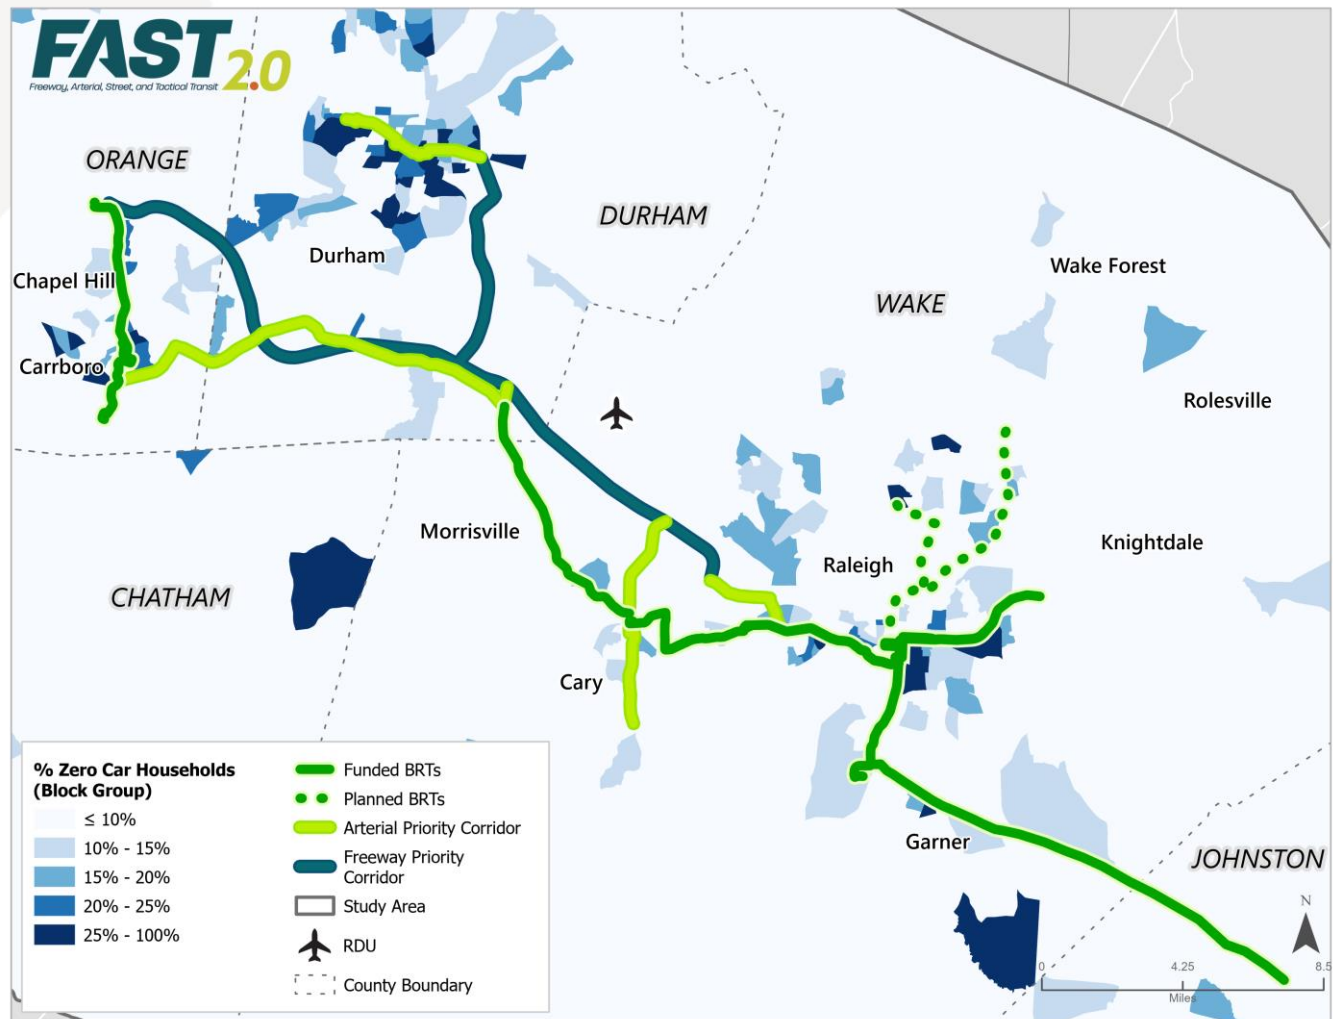 FAST 2.0
Freeway, Arterial, Street, and Tactical Transit
ORANGE
DURHAM
Durham
Wake Forest
Chapel Hill
WAKE
Carrboro
Rolesville
Morrisville
Knightdale
Raleigh
CHATHAM
Cary
Garner
JOHNSTON
% Zero Car Households
(Block Group)
≤ 10%
10% - 15%
15% - 20%
20% - 25%
25% - 100%
Funded BRTs
Planned BRTs
Arterial Priority Corridor
Freeway Priority
Corridor
Study Area
RDU
County Boundary
N
0 4.25 8.5
Miles